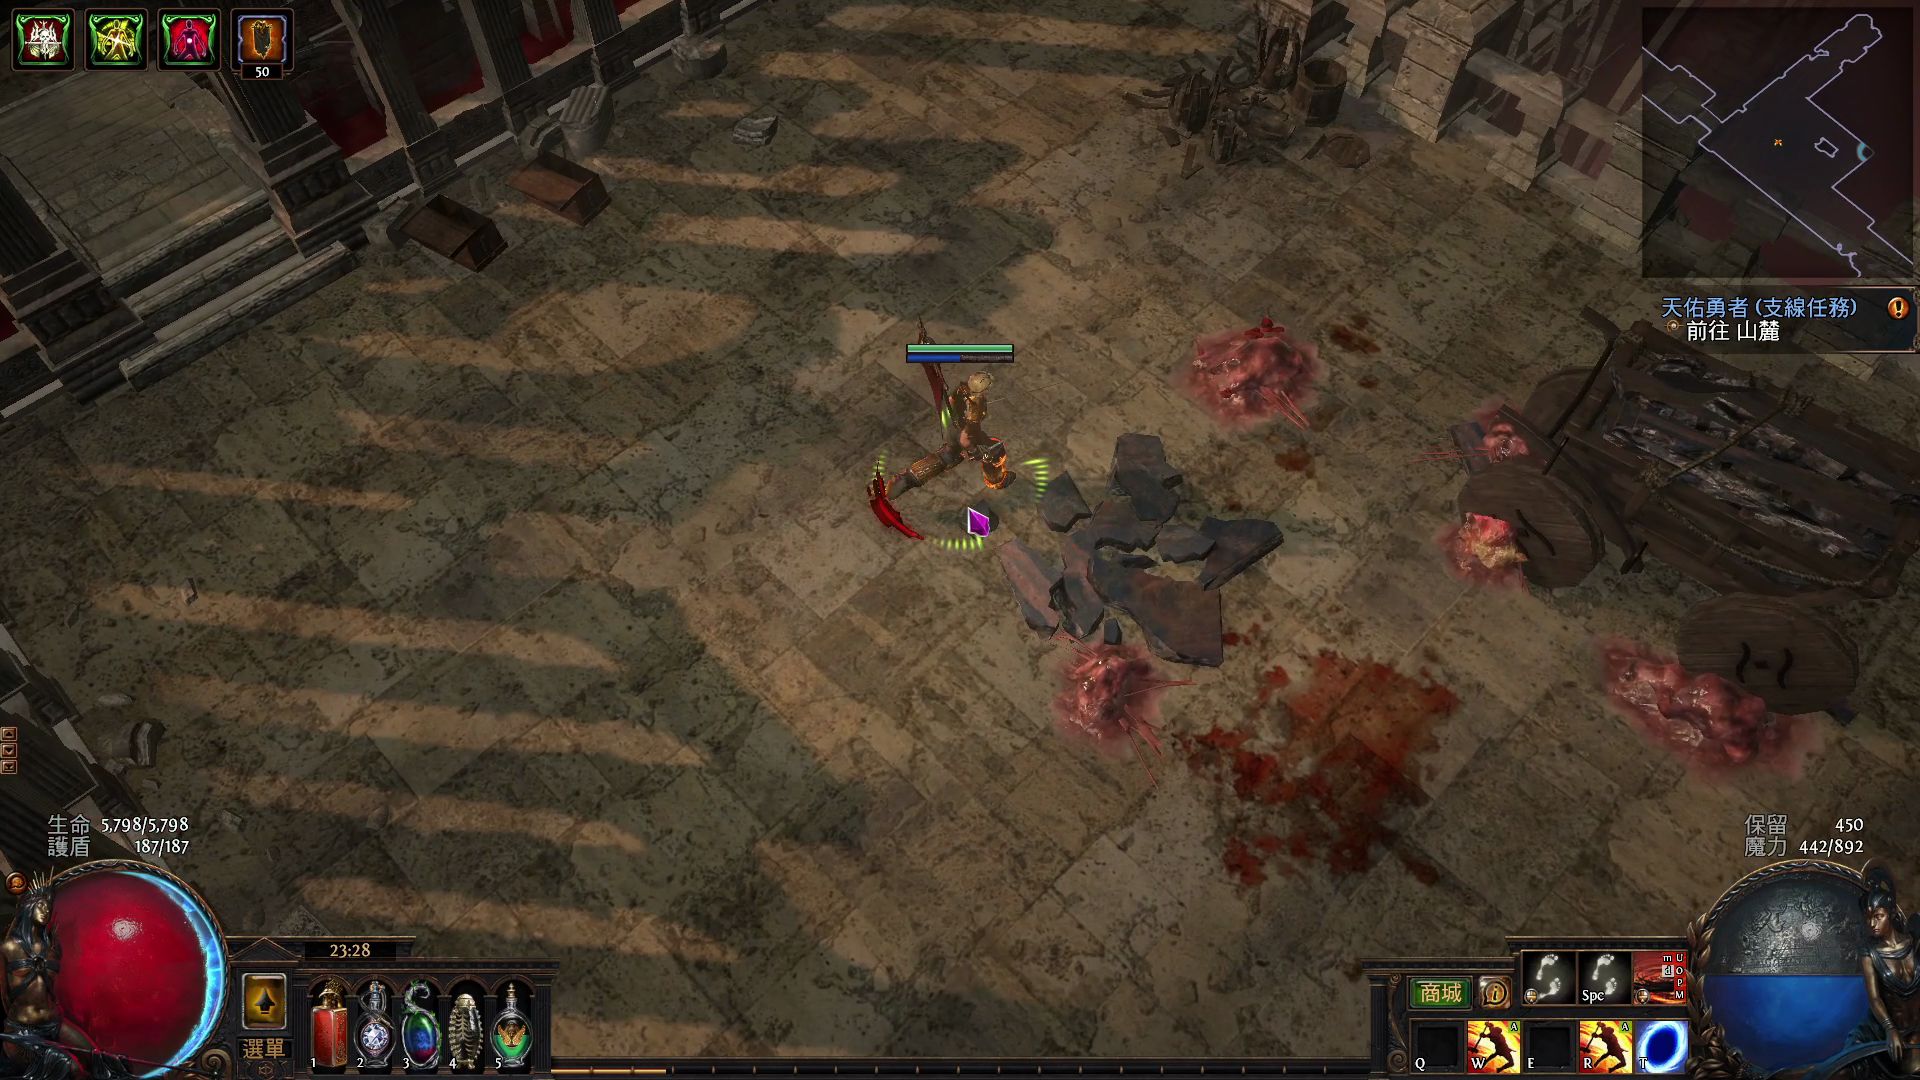 50
天佑勇者 (支線任務)
前往 山麓
生命 5,798/5,798
護盾 187/187
保留 450
魔力 442/892
23:28
選單
1 2 3 4 5
商城
Spc
m U
d O
P
M
Q W A E R A T